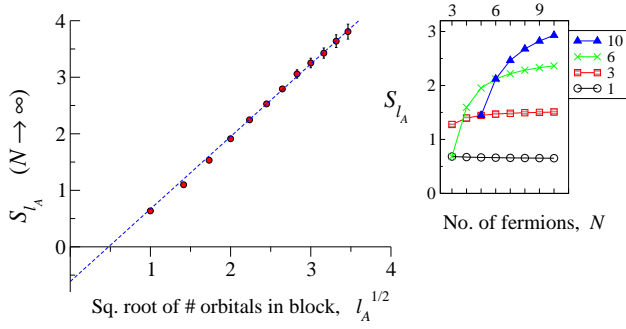 4
3
2
1
0
S_{l_A} (N → ∞)
1 2 3 4
Sq. root of # orbitals in block, l_A^{1/2}
3 6 9
3
2
1
0
S_{l_A}
No. of fermions, N
10
6
3
1